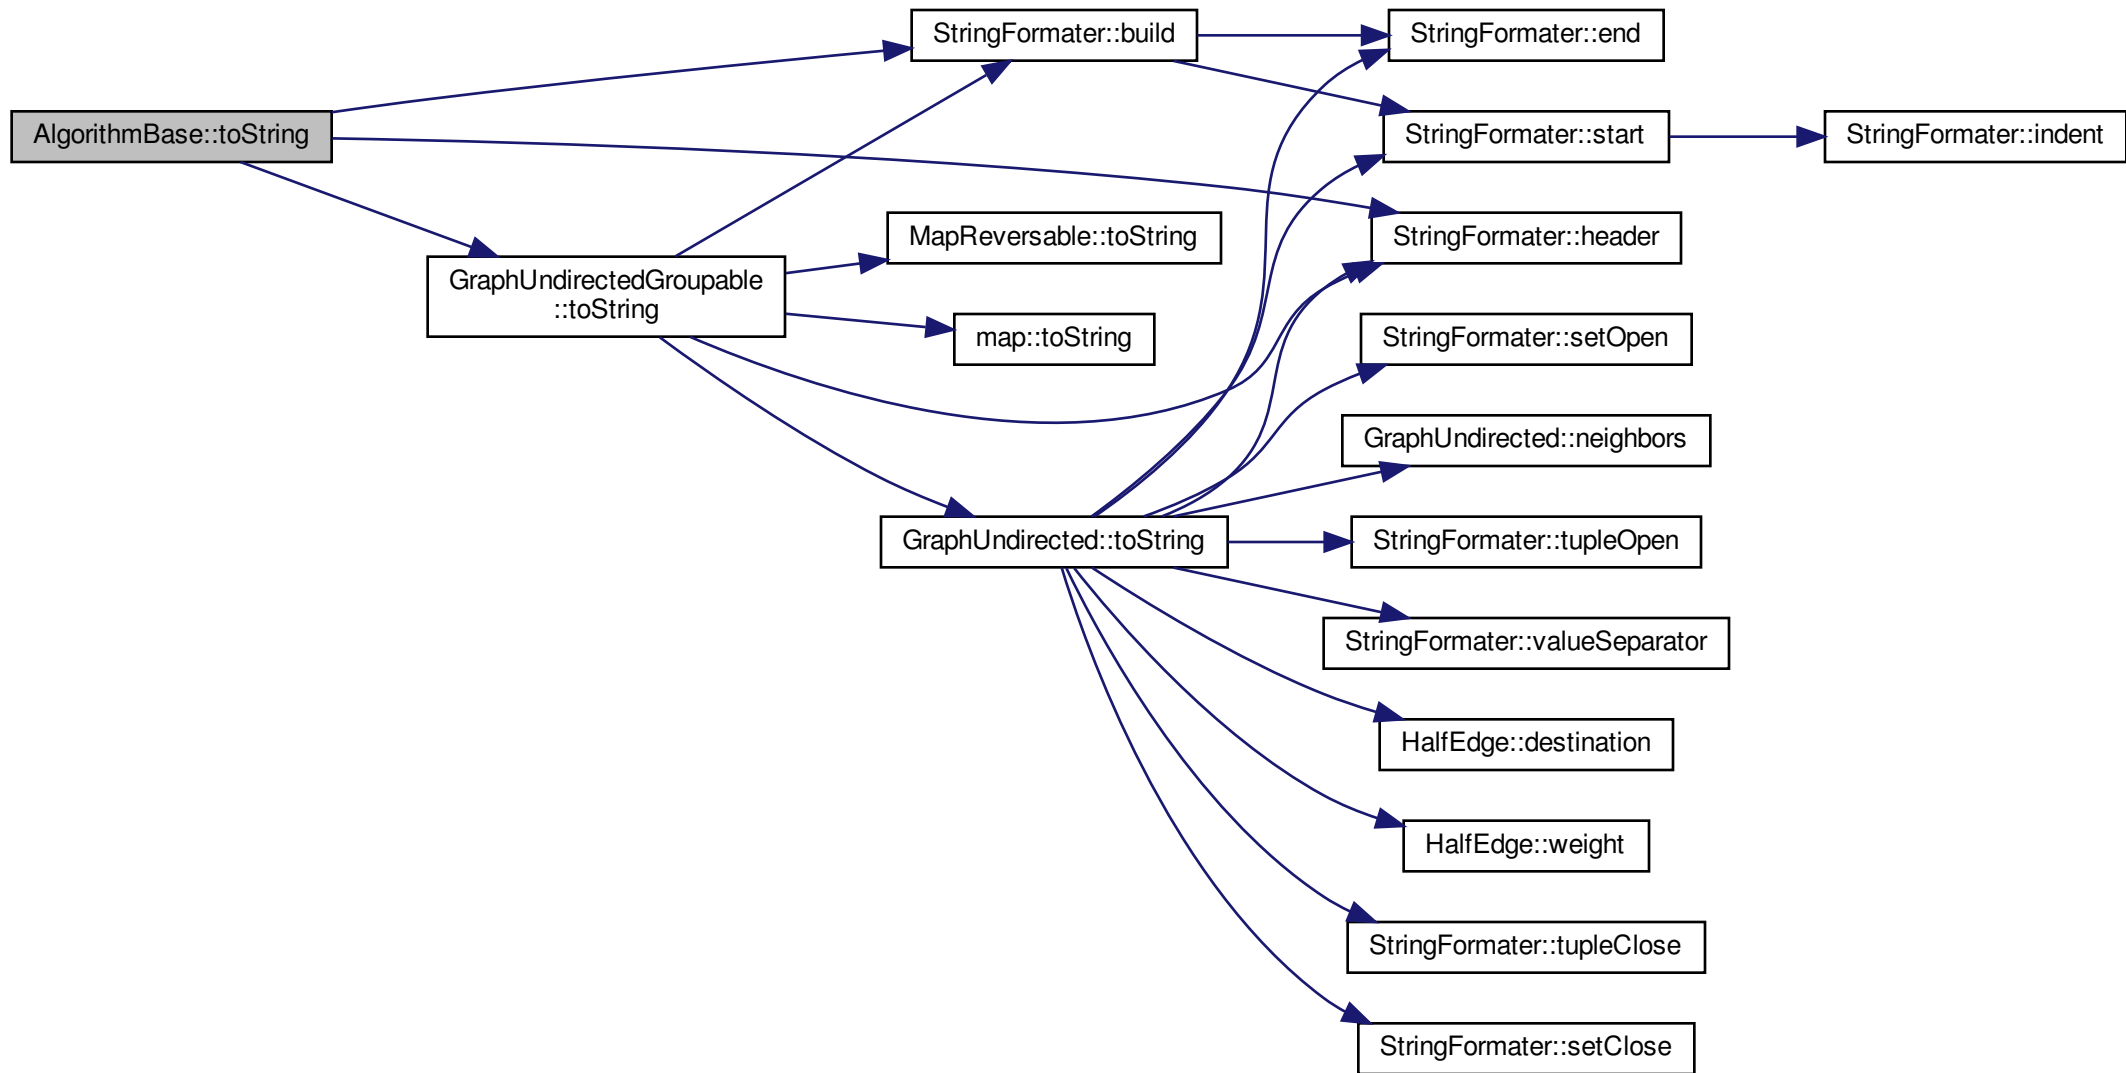 StringFormater::build
StringFormater::end
AlgorithmBase::toString
StringFormater::start
StringFormater::indent
MapReversable::toString
StringFormater::header
GraphUndirectedGroupable
::toString
map::toString
StringFormater::setOpen
GraphUndirected::neighbors
GraphUndirected::toString
StringFormater::tupleOpen
StringFormater::valueSeparator
HalfEdge::destination
HalfEdge::weight
StringFormater::tupleClose
StringFormater::setClose